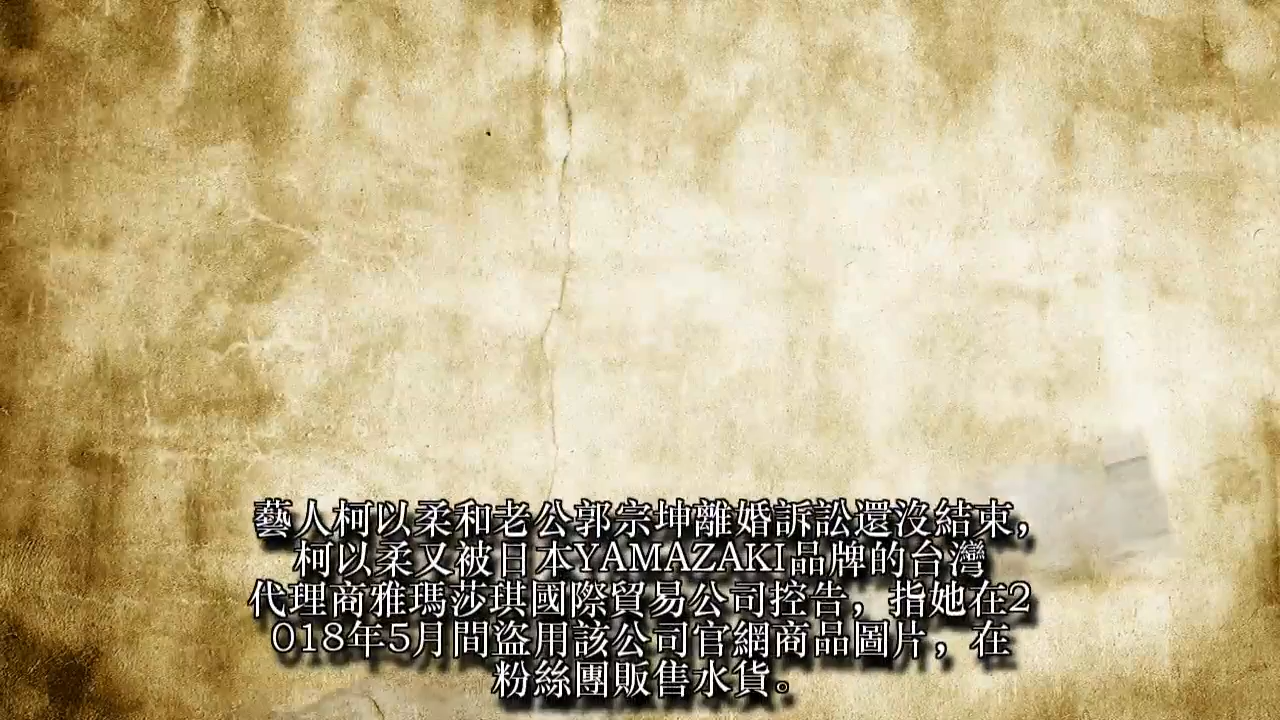 藝人柯以柔和老公郭宗坤離婚訴訟還沒結束，
柯以柔又被日本YAMAZAKI品牌的台灣
代理商雅瑪莎琪國際貿易公司控告，指她在2
018年5月間盜用該公司官網商品圖片，在
粉絲團販售水貨。